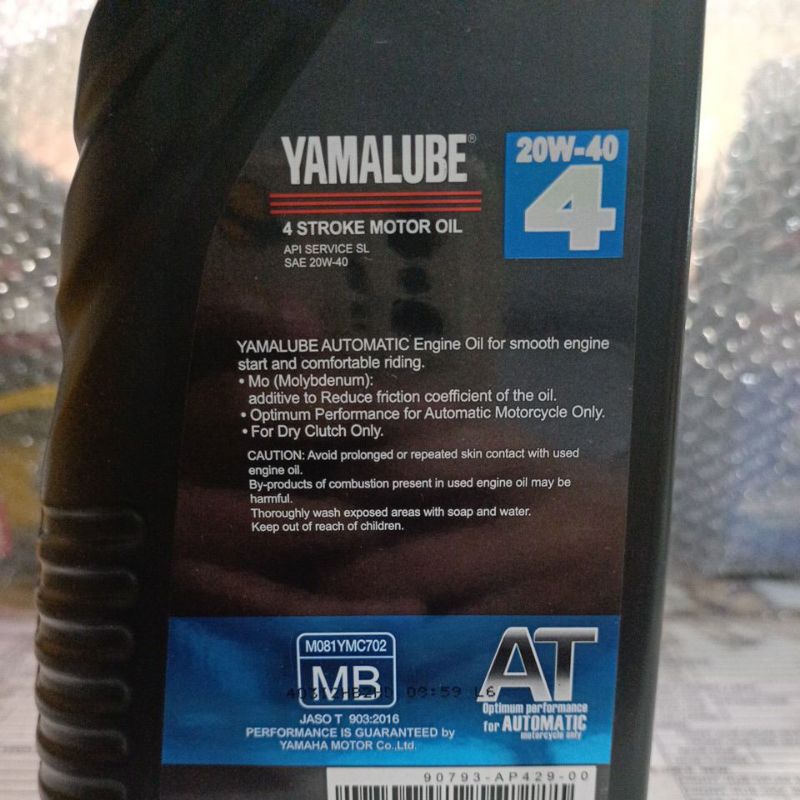 YAMALUBE®
20W-40
4
4 STROKE MOTOR OIL
API SERVICE SL
SAE 20W-40
YAMALUBE AUTOMATIC Engine Oil for smooth engine
start and comfortable riding.
• Mo (Molybdenum):
additive to Reduce friction coefficient of the oil.
• Optimum Performance for Automatic Motorcycle Only.
• For Dry Clutch Only.
CAUTION: Avoid prolonged or repeated skin contact with used
engine oil.
By-products of combustion present in used engine oil may be
harmful.
Thoroughly wash exposed areas with soap and water.
Keep out of reach of children.
M081YMC702
MB
09:59 L6
JASO T 903:2016
PERFORMANCE IS GUARANTEED by
YAMAHA MOTOR Co.,Ltd.
AT
Optimum performance
for AUTOMATIC
motorcycle only
90793-AP429-00